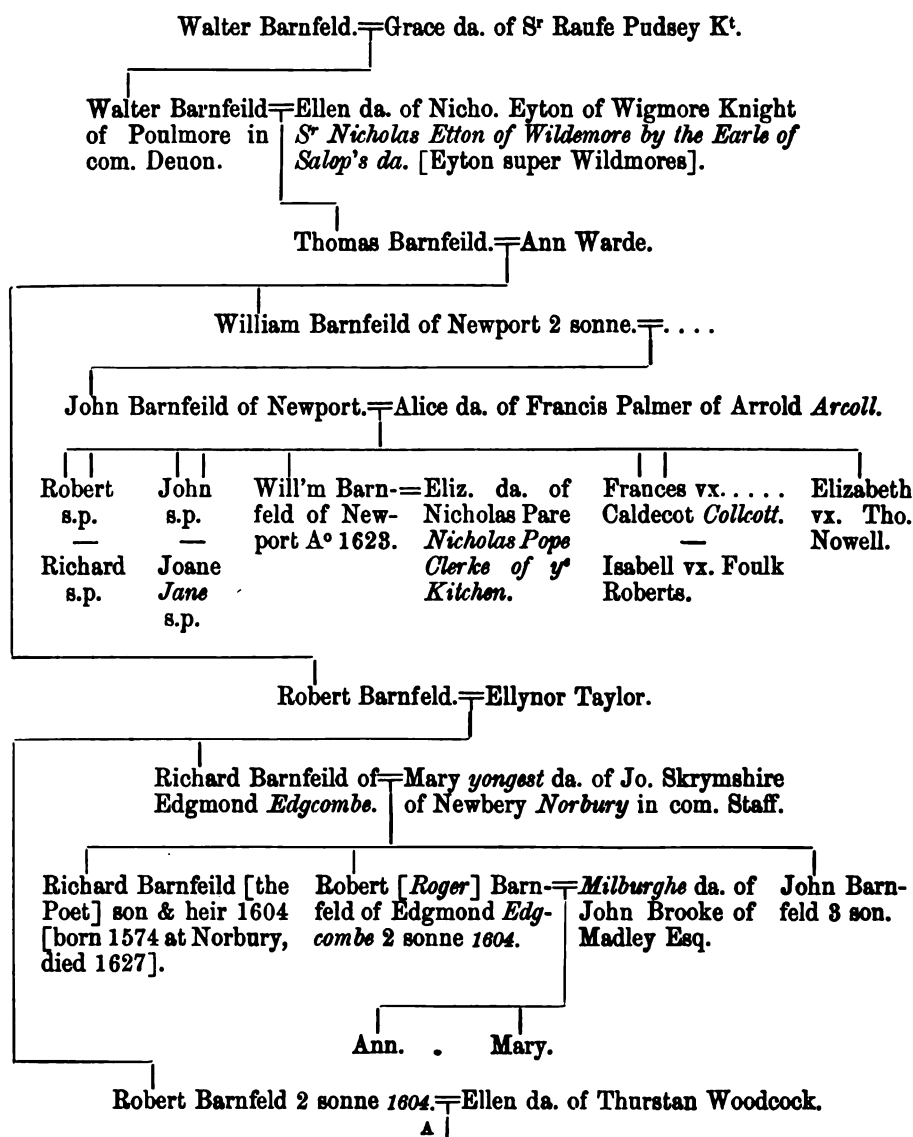 Walter Barnfeld.=Grace da. of Sʳ Raufe Pudsey Kᵗ.
Walter Barnfeild=Ellen da. of Nicho. Eyton of Wigmore Knight
of Poulmore in Sʳ Nicholas Etton of Wildemore by the Earle of
com. Deuon. Salop's da. [Eyton super Wildmores].
Thomas Barnfeild.=Ann Warde.
William Barnfeild of Newport 2 sonne.=. . . .
John Barnfeild of Newport.=Alice da. of Francis Palmer of Arrold Arcoll.
Robert
s.p.
—
Richard
s.p.
John
s.p.
—
Joane
Jane
s.p.
Will'm Barn-
feld of New-
port Aº 1623.
=Eliz. da. of
Nicholas Pare
Nicholas Pope
Clerke of yᵉ
Kitchen.
Frances vx. . . . . .
Caldecot Collcott.
—
Isabell vx. Foulk
Roberts.
Elizabeth
vx. Tho.
Nowell.
Robert Barnfeld.=Ellynor Taylor.
Richard Barnfeild of=Mary yongest da. of Jo. Skrymshire
Edgmond Edgcombe. of Newbery Norbury in com. Staff.
Richard Barnfeild [the
Poet] son & heir 1604
[born 1574 at Norbury,
died 1627].
Robert [Roger] Barn-
feld of Edgmond Edg-
combe 2 sonne 1604.
=Milburghe da. of
John Brooke of
Madley Esq.
John Barn-
feld 3 son.
Ann. . Mary.
Robert Barnfeld 2 sonne 1604.=Ellen da. of Thurstan Woodcock.
A